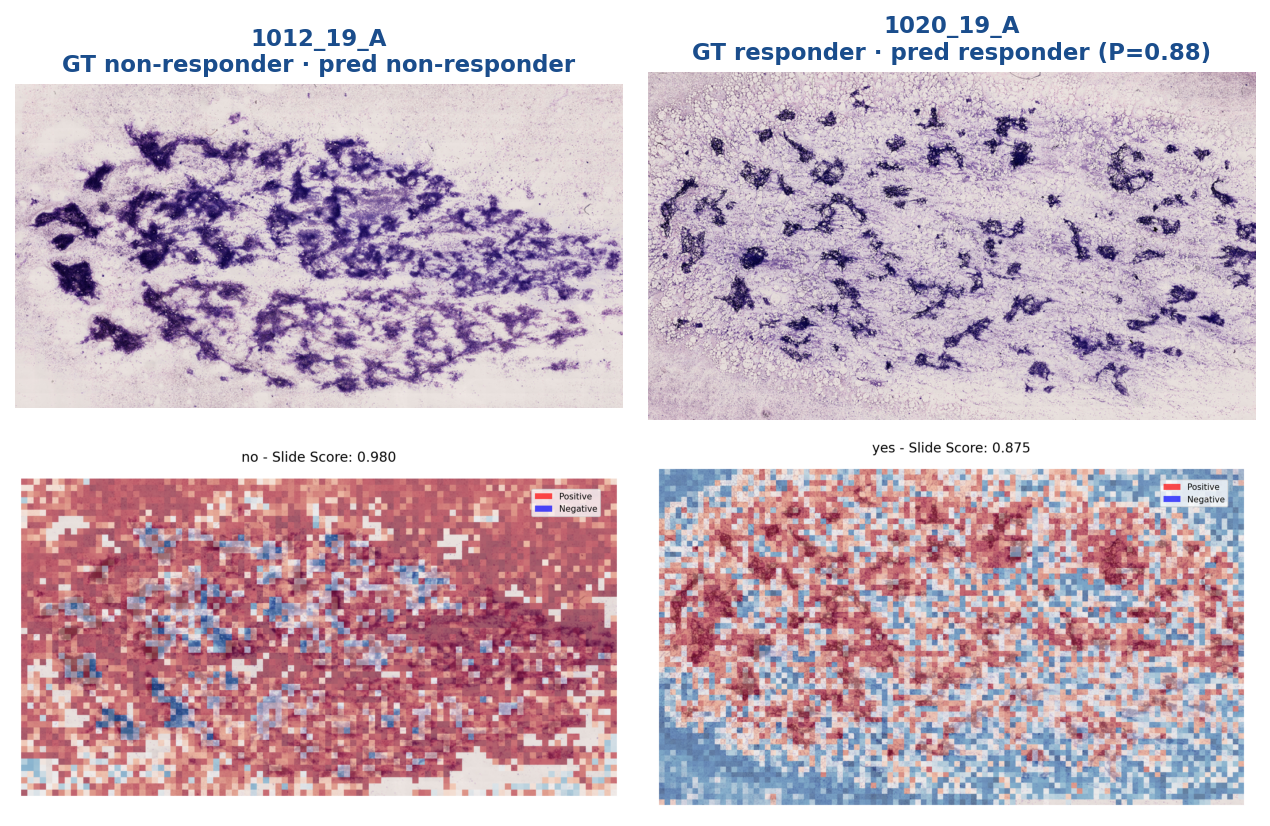 1012_19_A
GT non-responder · pred non-responder
1020_19_A
GT responder · pred responder (P=0.88)
no - Slide Score: 0.980
Positive
Negative
yes - Slide Score: 0.875
Positive
Negative